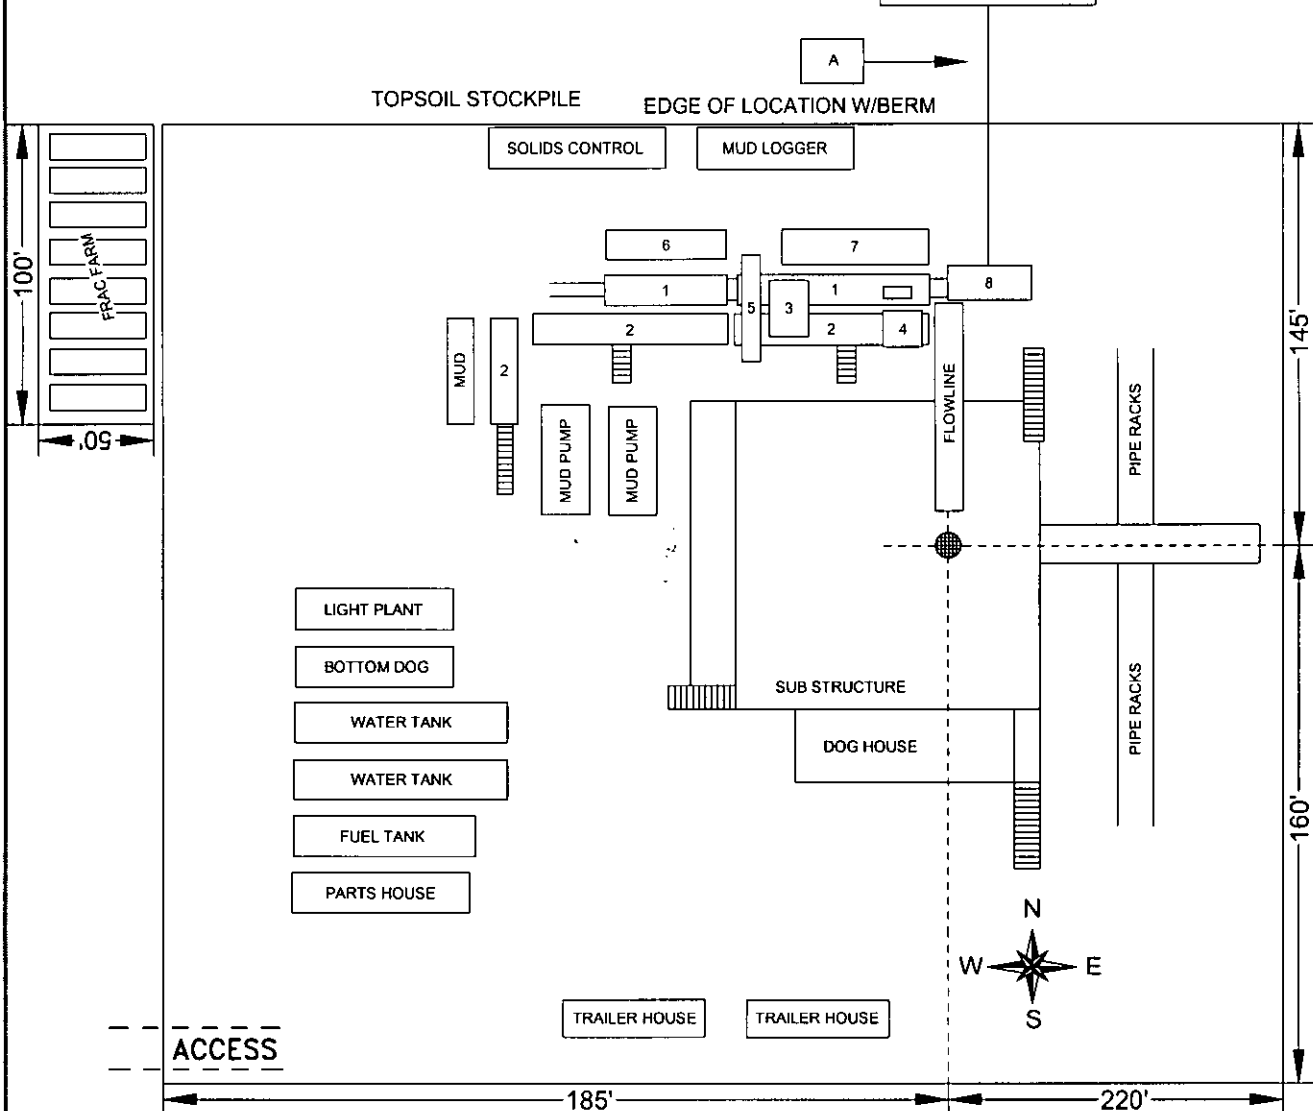 A
TOPSOIL STOCKPILE
EDGE OF LOCATION W/BERM
SOLIDS CONTROL
MUD LOGGER
FRAC FARM
100'
50'
6
7
1
1
8
5
3
2
2
4
MUD
2
FLOWLINE
145'
MUD PUMP
MUD PUMP
PIPE RACKS
LIGHT PLANT
BOTTOM DOG
WATER TANK
WATER TANK
FUEL TANK
PARTS HOUSE
SUB STRUCTURE
DOG HOUSE
PIPE RACKS
160'
N
W
E
S
TRAILER HOUSE
TRAILER HOUSE
ACCESS
185'
220'